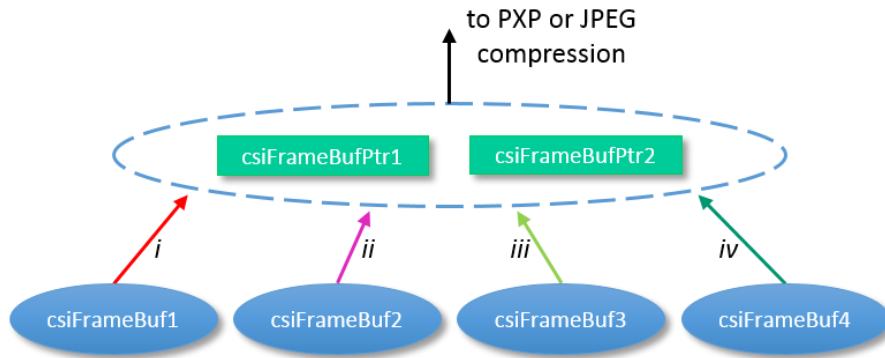 to PXP or JPEG
compression
csiFrameBufPtr1
csiFrameBufPtr2
i
ii
iii
iv
csiFrameBuf1
csiFrameBuf2
csiFrameBuf3
csiFrameBuf4